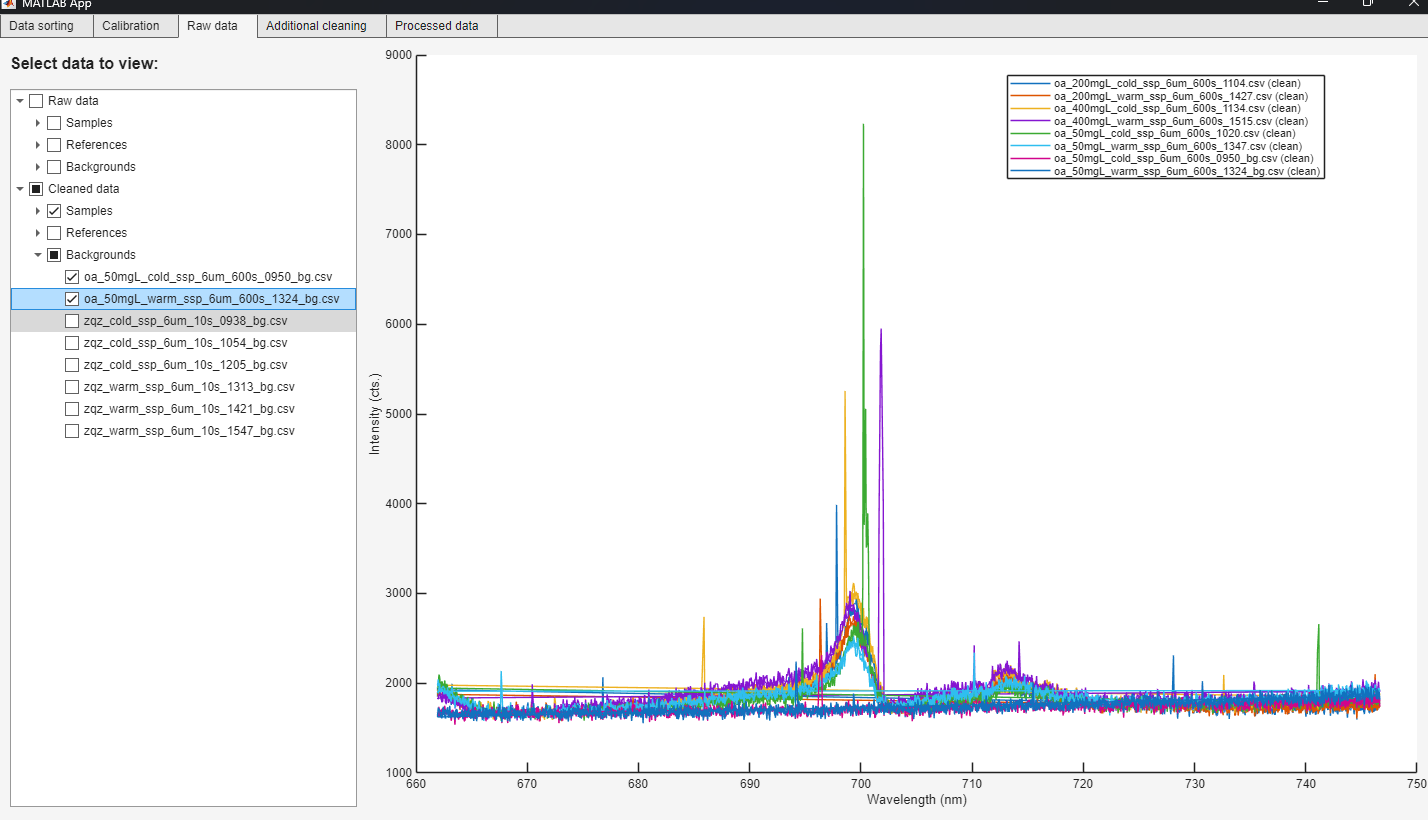 MATLAB App
Data sorting
Calibration
Raw data
Additional cleaning
Processed data
Select data to view:
Raw data
Samples
References
Backgrounds
Cleaned data
Samples
References
Backgrounds
oa_50mgL_cold_ssp_6um_600s_0950_bg.csv
oa_50mgL_warm_ssp_6um_600s_1324_bg.csv
zqz_cold_ssp_6um_10s_0938_bg.csv
zqz_cold_ssp_6um_10s_1054_bg.csv
zqz_cold_ssp_6um_10s_1205_bg.csv
zqz_warm_ssp_6um_10s_1313_bg.csv
zqz_warm_ssp_6um_10s_1421_bg.csv
zqz_warm_ssp_6um_10s_1547_bg.csv
9000
8000
7000
6000
5000
4000
3000
2000
1000
Intensity (cts.)
oa_200mgL_cold_ssp_6um_600s_1104.csv (clean)
oa_200mgL_warm_ssp_6um_600s_1427.csv (clean)
oa_400mgL_cold_ssp_6um_600s_1134.csv (clean)
oa_400mgL_warm_ssp_6um_600s_1515.csv (clean)
oa_50mgL_cold_ssp_6um_600s_1020.csv (clean)
oa_50mgL_warm_ssp_6um_600s_1347.csv (clean)
oa_50mgL_cold_ssp_6um_600s_0950_bg.csv (clean)
oa_50mgL_warm_ssp_6um_600s_1324_bg.csv (clean)
660 670 680 690 700 710 720 730 740 750
Wavelength (nm)